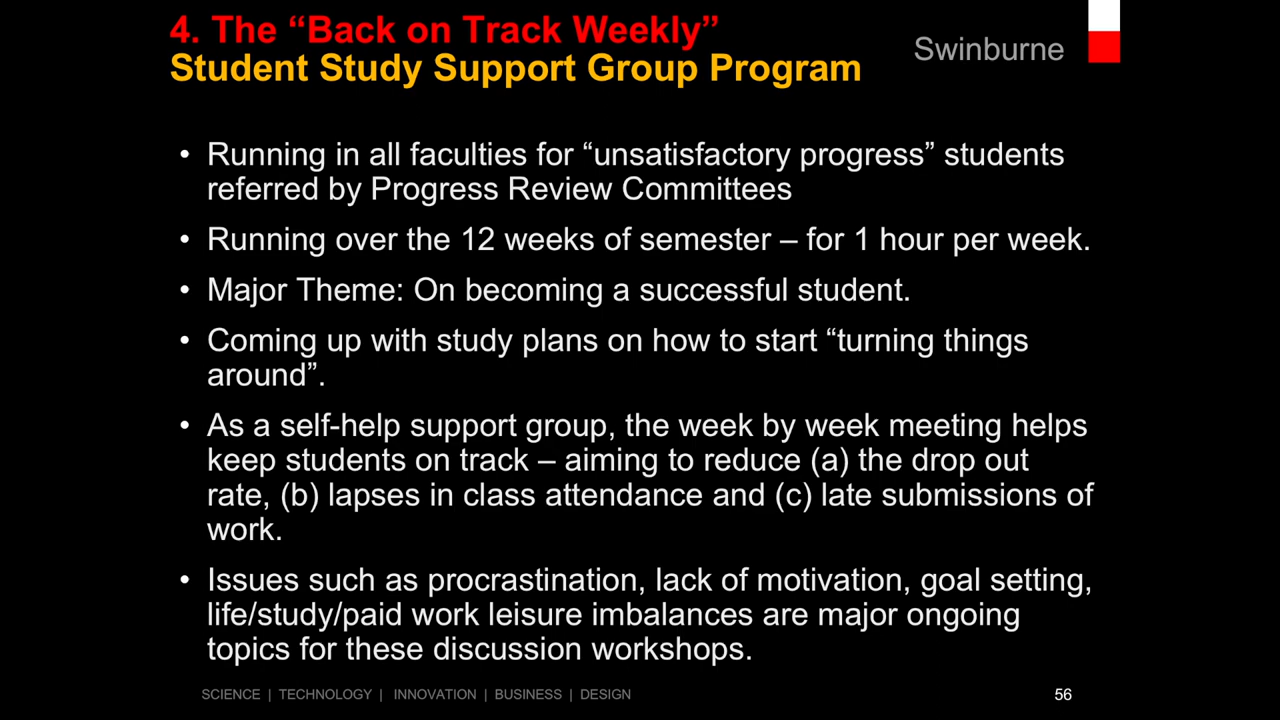 4. The “Back on Track Weekly”
Student Study Support Group Program
Swinburne
• Running in all faculties for “unsatisfactory progress” students
referred by Progress Review Committees
• Running over the 12 weeks of semester – for 1 hour per week.
• Major Theme: On becoming a successful student.
• Coming up with study plans on how to start “turning things
around”.
• As a self-help support group, the week by week meeting helps
keep students on track – aiming to reduce (a) the drop out
rate, (b) lapses in class attendance and (c) late submissions of
work.
• Issues such as procrastination, lack of motivation, goal setting,
life/study/paid work leisure imbalances are major ongoing
topics for these discussion workshops.
SCIENCE | TECHNOLOGY | INNOVATION | BUSINESS | DESIGN
56